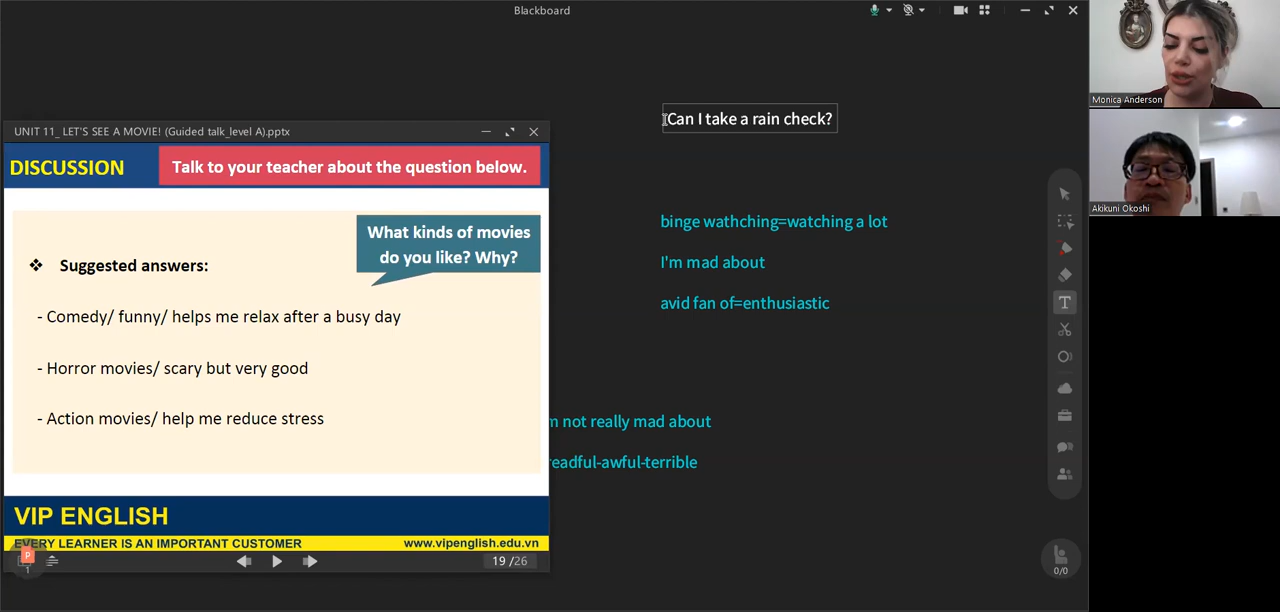 Blackboard
Monica Anderson
Akikuni Okoshi
Can I take a rain check?
binge wathching=watching a lot
I'm mad about
avid fan of=enthusiastic
m not really mad about
readful-awful-terrible
UNIT 11_ LET'S SEE A MOVIE! (Guided talk_level A).pptx
DISCUSSION
Talk to your teacher about the question below.
What kinds of movies
do you like? Why?
❖ Suggested answers:
- Comedy/ funny/ helps me relax after a busy day
- Horror movies/ scary but very good
- Action movies/ help me reduce stress
VIP ENGLISH
EVERY LEARNER IS AN IMPORTANT CUSTOMER
www.vipenglish.edu.vn
P
1
19 /26
T
0/0